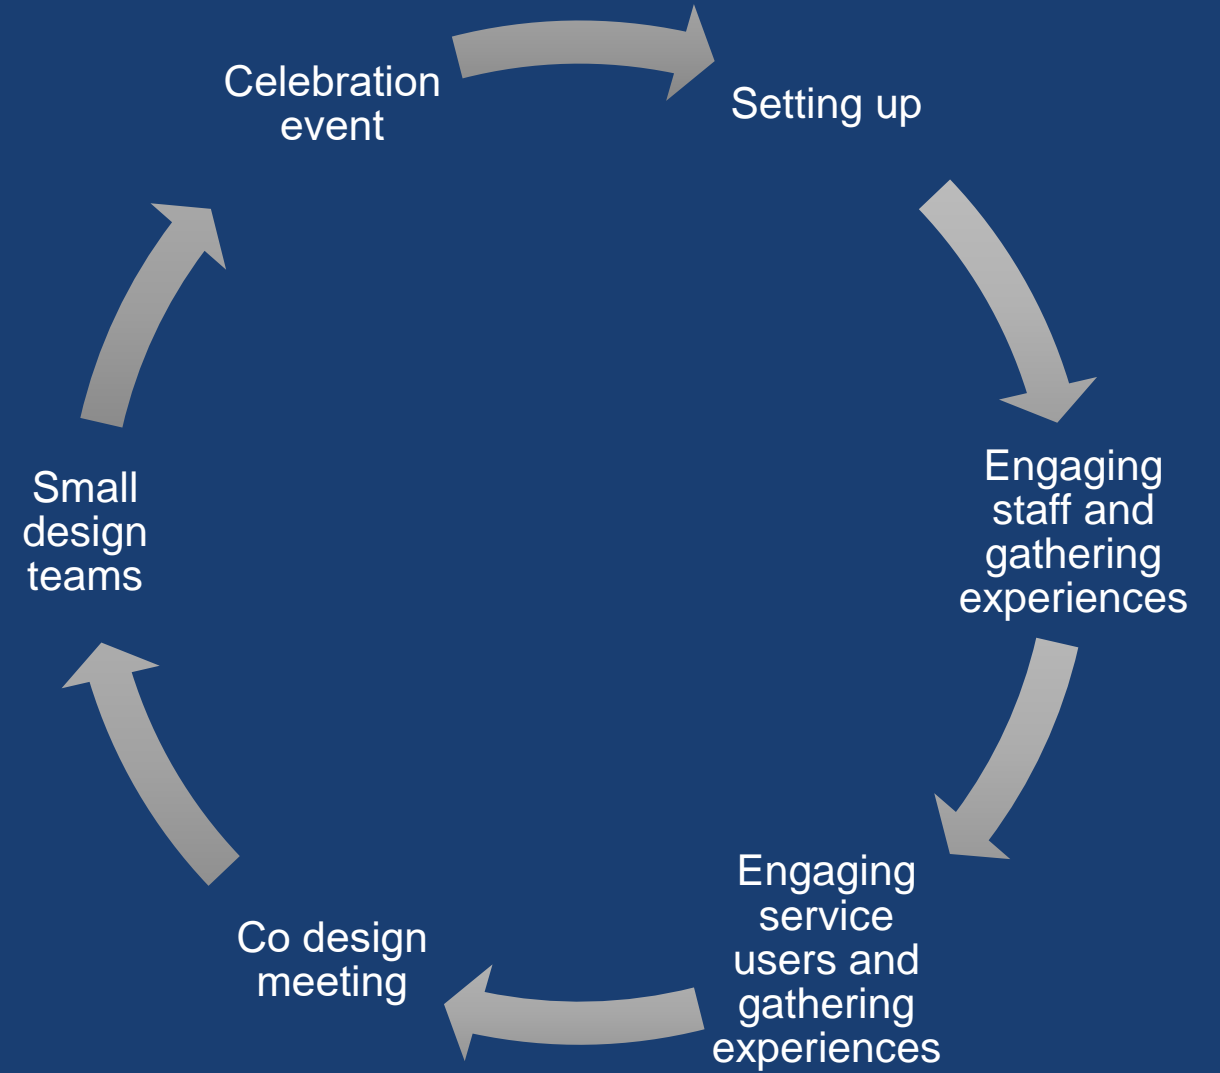 Celebration
event
Setting up
Engaging
staff and
gathering
experiences
Engaging
service
users and
gathering
experiences
Co design
meeting
Small
design
teams